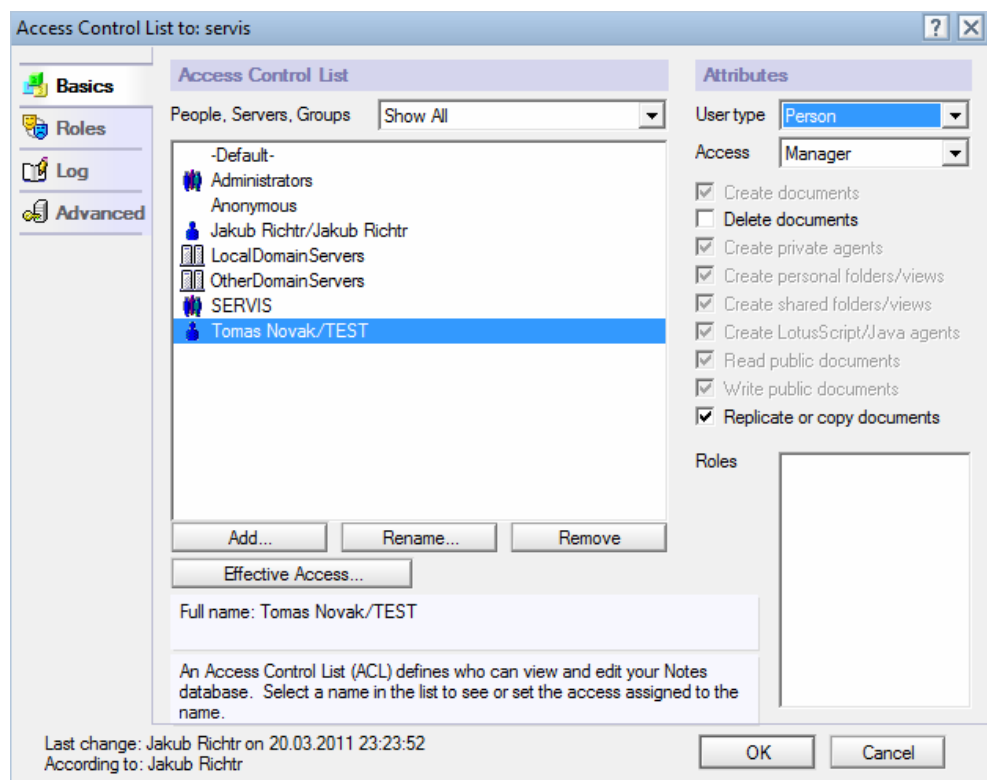 Access Control List to: servis
Basics
Roles
Log
Advanced
Access Control List
People, Servers, Groups
Show All
-Default-
Administrators
Anonymous
Jakub Richtr/Jakub Richtr
LocalDomainServers
OtherDomainServers
SERVIS
Tomas Novak/TEST
Add...
Rename...
Remove
Effective Access...
Full name: Tomas Novak/TEST
An Access Control List (ACL) defines who can view and edit your Notes
database. Select a name in the list to see or set the access assigned to the
name.
Attributes
User type
Person
Access
Manager
Create documents
Delete documents
Create private agents
Create personal folders/views
Create shared folders/views
Create LotusScript/Java agents
Read public documents
Write public documents
Replicate or copy documents
Roles
Last change: Jakub Richtr on 20.03.2011 23:23:52
According to: Jakub Richtr
OK
Cancel